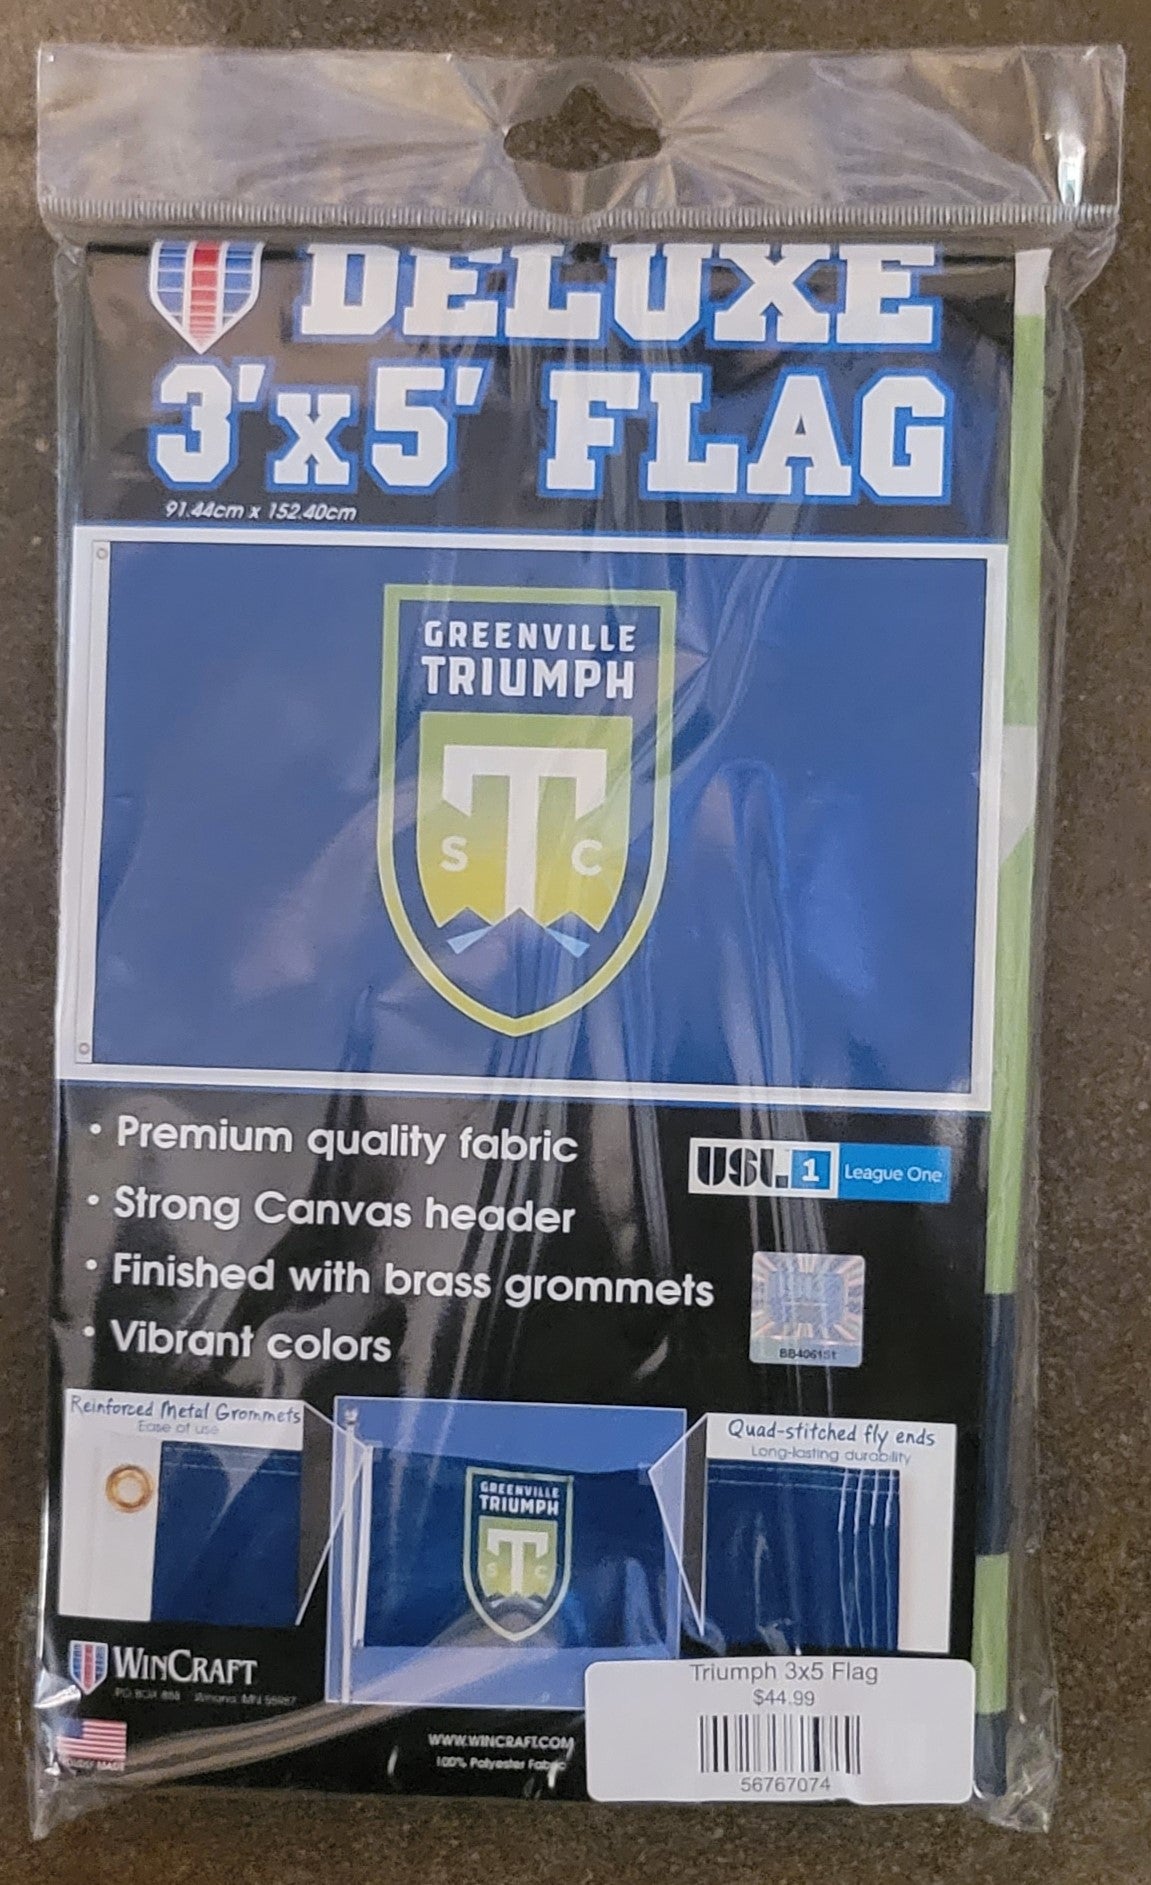 DELUXE
3'x5' FLAG
91.44cm x 152.40cm
GREENVILLE
TRIUMPH
T
S C
• Premium quality fabric
• Strong Canvas header
• Finished with brass grommets
• Vibrant colors
USL 1 League One
Reinforced Metal Grommets
Ease of use
GREENVILLE
TRIUMPH
T
S C
Quad-stitched fly ends
Long-lasting durability
WINCRAFT
WWW.WINCRAFT.COM
100% Polyester Fabric
Triumph 3x5 Flag
$44.99
56767074